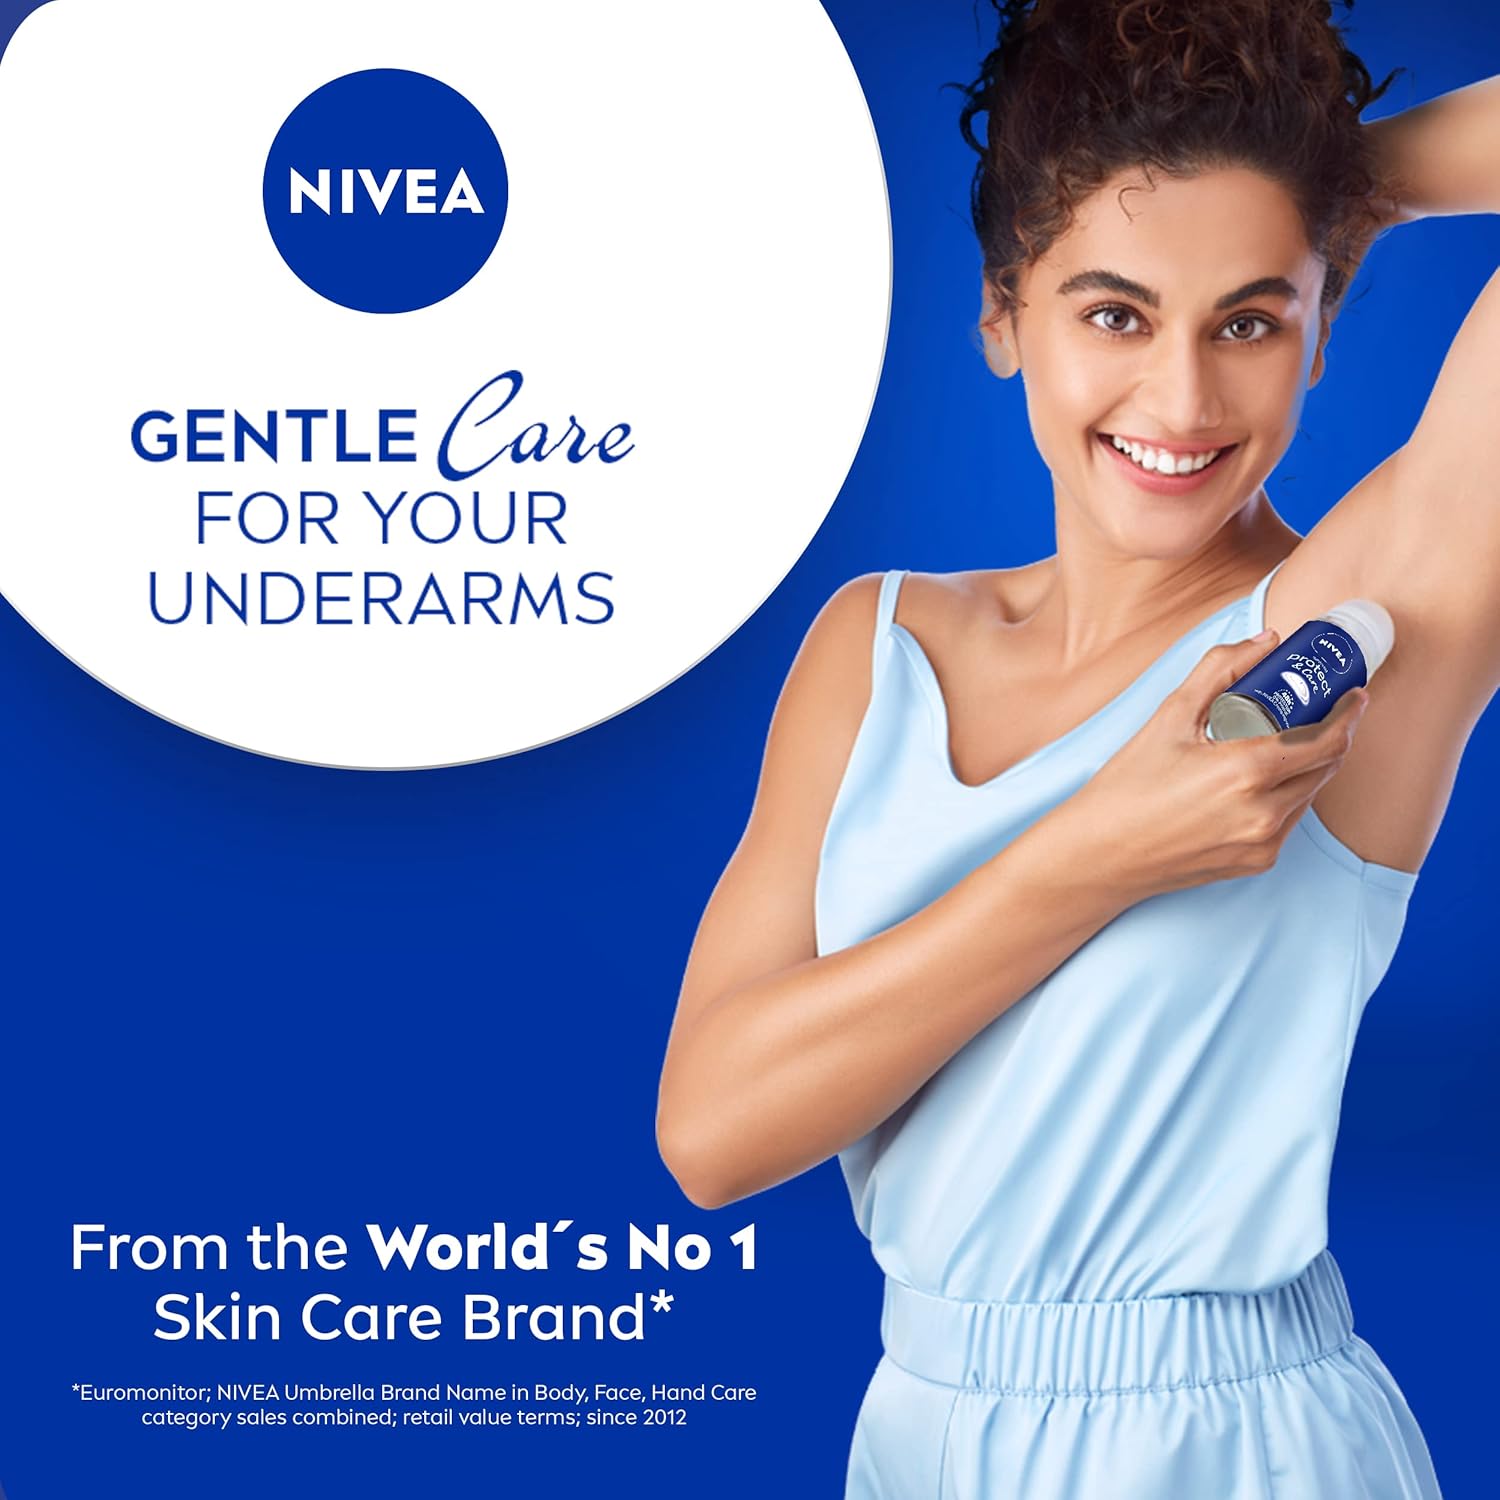 NIVEA
GENTLE Care
FOR YOUR
UNDERARMS
NIVEA
protect
& Care
48h
From the World´s No 1
Skin Care Brand*
*Euromonitor; NIVEA Umbrella Brand Name in Body, Face, Hand Care
category sales combined; retail value terms; since 2012